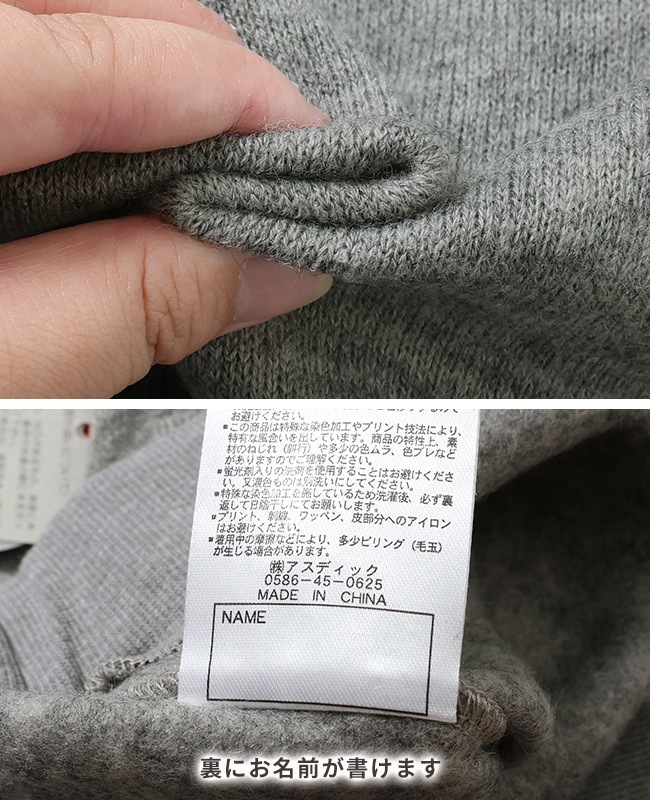 お避けください。
■この商品は特殊な染色加工やプリント技法により、
特有な風合いを出しています。商品の特性上、素
材のねじれ(斜行)や多少の色ムラ、色ブレなど
がありますのでご理解ください。
■蛍光剤入りの洗剤を使用することはお避けくださ
い。又濃色ものは別洗いにしてください。
■特殊な染色加工を施しているため洗濯後、必ず裏
返して日陰干しにてお願いします。
■プリント、刺繍、ワッペン、皮部分へのアイロン
はお避けください。
■着用中の摩擦などにより、多少ピリング(毛玉)
が生じる場合があります。
㈱アスディック
0586-45-0625
MADE IN CHINA
NAME
裏にお名前が書けます